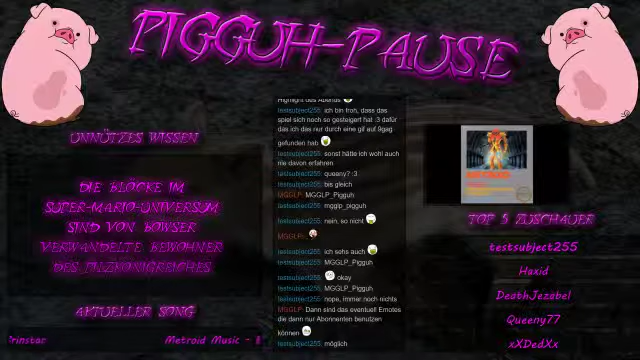 PIGGUH-PAUSE
UNNÜTZES WISSEN
DIE BLÖCKE IM
SUPER-MARIO-UNIVERSUM
SIND VON BOWSER
VERWANDELTE BEWOHNER
DES PILZKÖNIGREICHES
AKTUELLER SONG
Brinstar
Metroid Music -
Highlight des Abends
testsubject255: ich bin froh, dass das
spiel sich noch so gesteigert hat :3 dafür
das ich das nur durch eine gif auf 9gag
gefunden hab
testsubject255: sonst hätte ich wohl auch
nie davon erfahren
testsubject255: queeny? :3
testsubject255: bis gleich
MGGLP: MGGLP_Pigguh
testsubject255: mgglp_pigguh
testsubject255: nein, so nicht
MGGLP:
testsubject255: ich sehs auch
testsubject255: MGGLP_Pigguh
testsubject255: okay
testsubject255: MGGLP_Pigguh
testsubject255: nope, immer noch nichts
MGGLP: Dann sind das eventuell Emotes
die dann nur Abonnenten benutzen
können
testsubject255: möglich
METROID
TOP 5 ZUSCHAUER
testsubject255
Haxid
DeathJezabel
Queeny77
xXDedXx